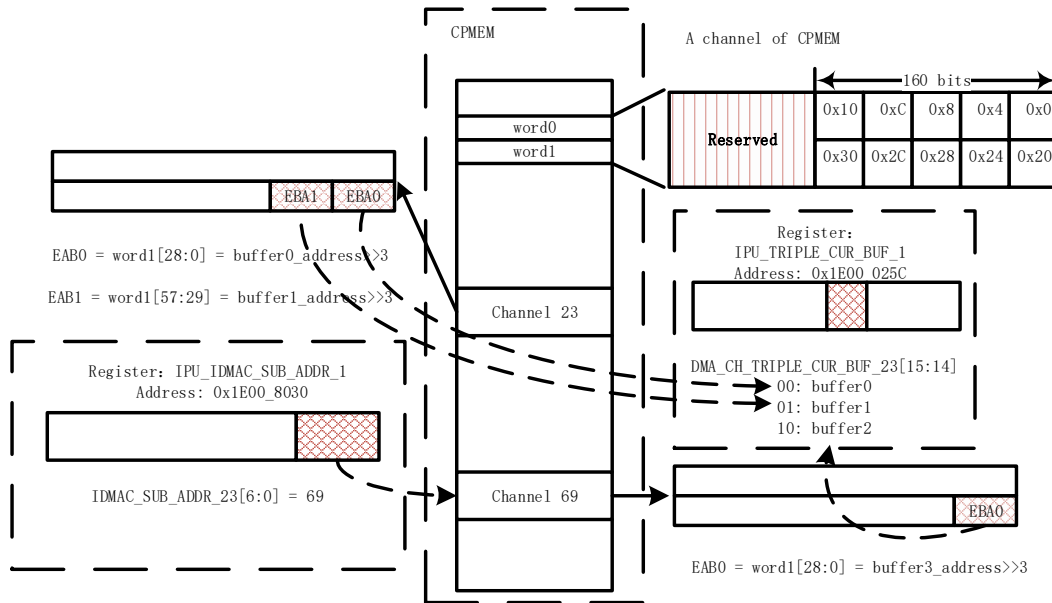 CPMEM
A channel of CPMEM
160 bits
word0
word1
Reserved
0x10 0xC 0x8 0x4 0x0
0x30 0x2C 0x28 0x24 0x20
EBA1 EBA0
EAB0 = word1[28:0] = buffer0_address>>3
EAB1 = word1[57:29] = buffer1_address>>3
Register:
IPU_TRIPLE_CUR_BUF_1
Address: 0x1E00_025C
Channel 23
DMA_CH_TRIPLE_CUR_BUF_23[15:14]
00: buffer0
01: buffer1
10: buffer2
Register: IPU_IDMAC_SUB_ADDR_1
Address: 0x1E00_8030
IDMAC_SUB_ADDR_23[6:0] = 69
Channel 69
EBA0
EAB0 = word1[28:0] = buffer3_address>>3